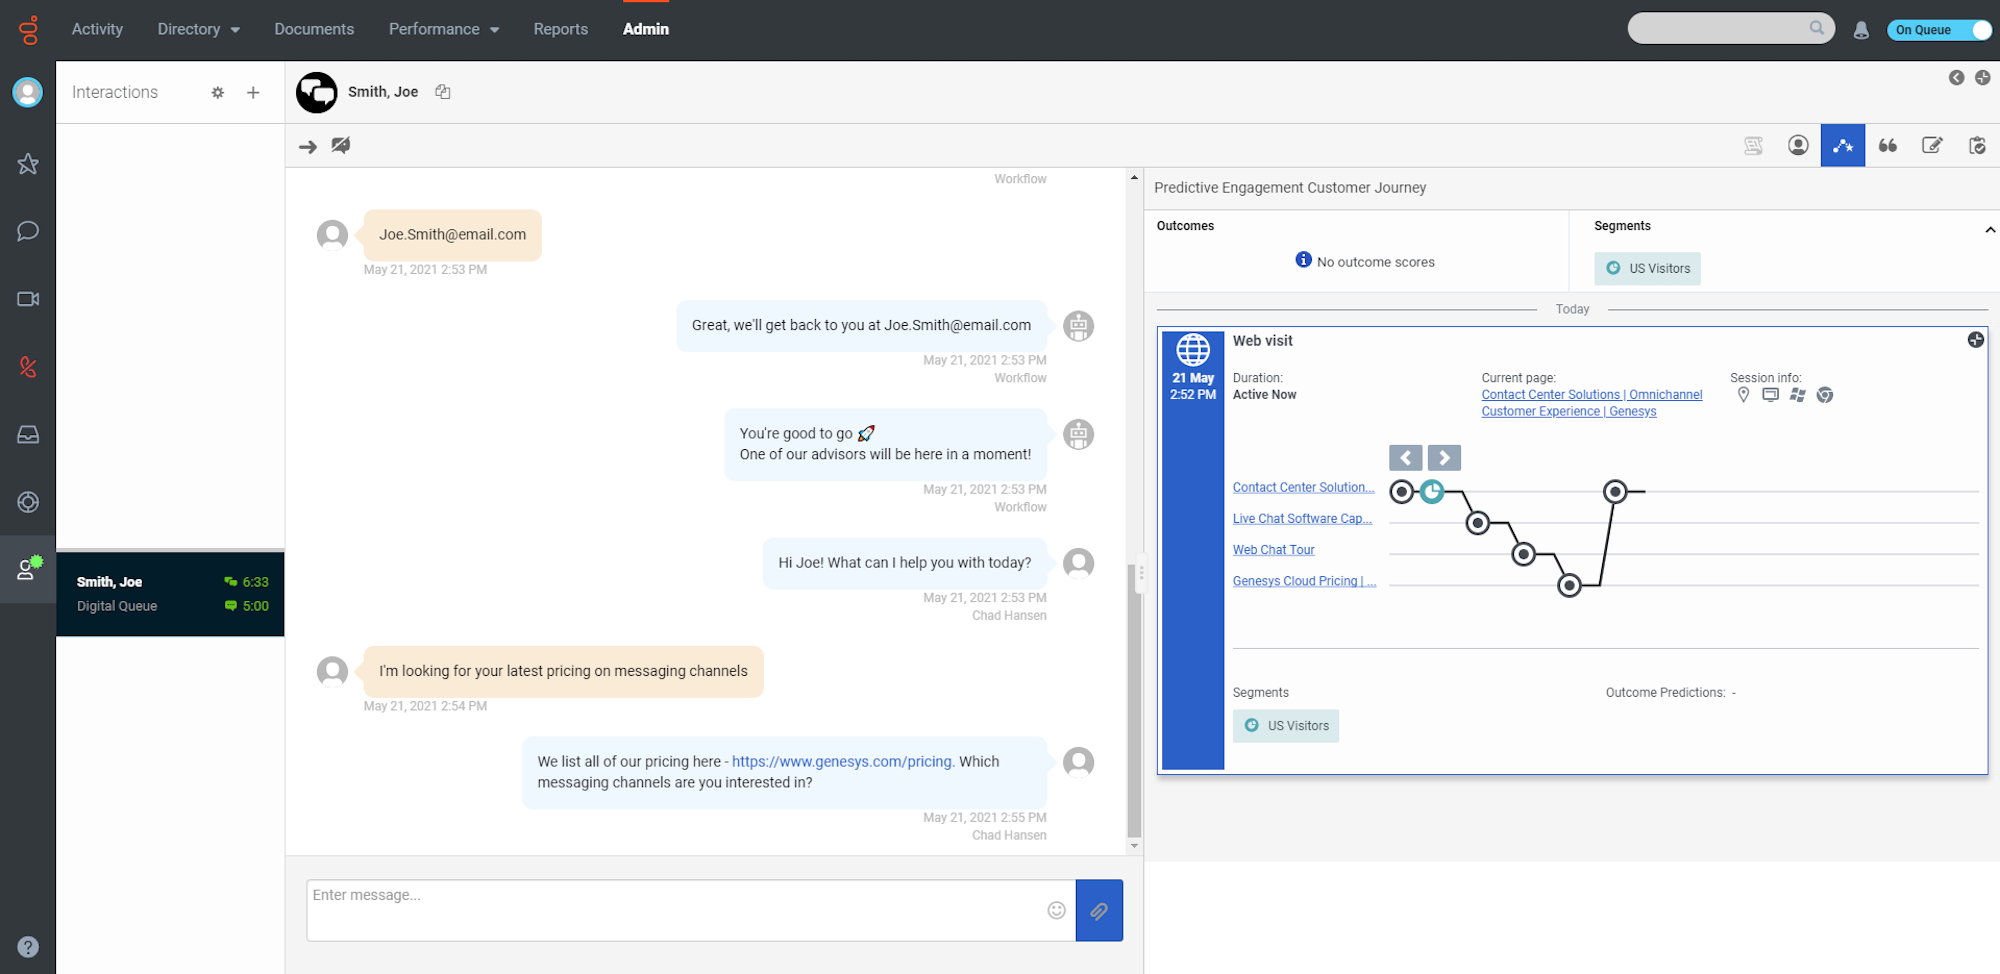 Activity
Directory
Documents
Performance
Reports
Admin
On Queue
Interactions
Smith, Joe
Workflow
Joe.Smith@email.com
May 21, 2021 2:53 PM
Great, we'll get back to you at Joe.Smith@email.com
May 21, 2021 2:53 PM
Workflow
You're good to go 🚀
One of our advisors will be here in a moment!
May 21, 2021 2:53 PM
Workflow
Hi Joe! What can I help you with today?
May 21, 2021 2:53 PM
Chad Hansen
I'm looking for your latest pricing on messaging channels
May 21, 2021 2:54 PM
We list all of our pricing here - https://www.genesys.com/pricing. Which
messaging channels are you interested in?
May 21, 2021 2:55 PM
Chad Hansen
Enter message...
Smith, Joe
6:33
Digital Queue
5:00
Predictive Engagement Customer Journey
Outcomes
No outcome scores
Segments
US Visitors
Today
21 May
2:52 PM
Web visit
Duration:
Active Now
Current page:
Contact Center Solutions | Omnichannel
Customer Experience | Genesys
Session info:
Contact Center Solution...
Live Chat Software Cap...
Web Chat Tour
Genesys Cloud Pricing | ...
Segments
US Visitors
Outcome Predictions: -